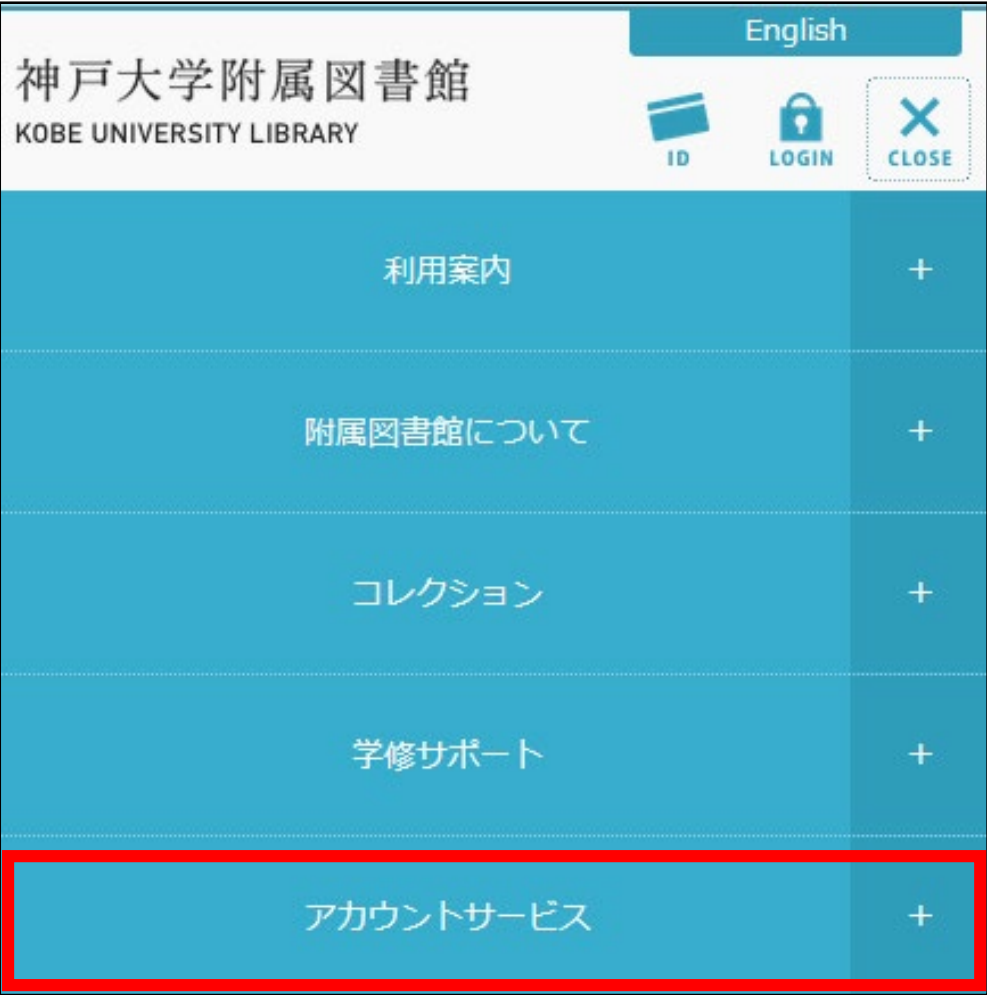 English
神戸大学附属図書館
KOBE UNIVERSITY LIBRARY
ID
LOGIN
CLOSE
利用案内 +
附属図書館について +
コレクション +
学修サポート +
アカウントサービス +